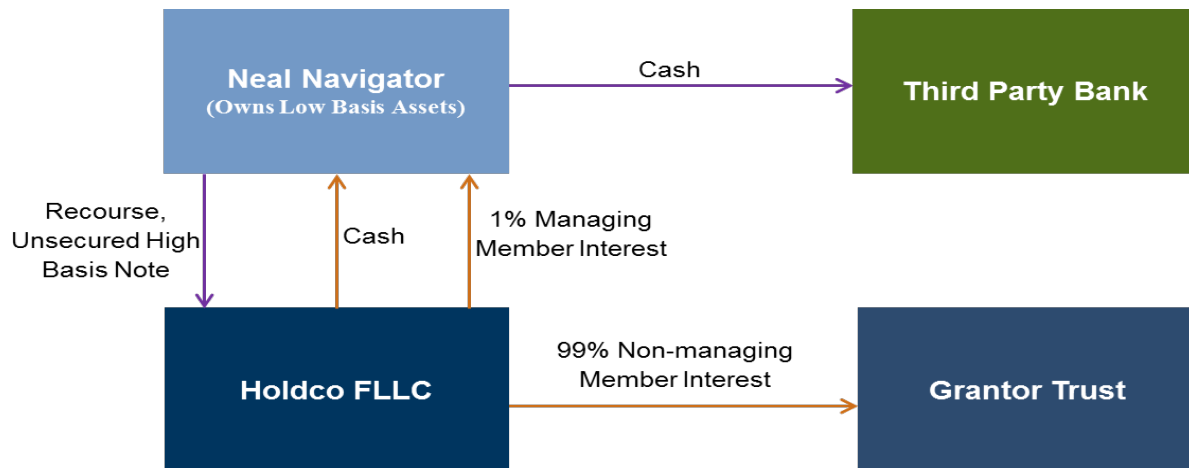 Neal Navigator
(Owns Low Basis Assets)
Cash
Third Party Bank
Recourse,
Unsecured High
Basis Note
Cash
1% Managing
Member Interest
Holdco FLLC
99% Non-managing
Member Interest
Grantor Trust